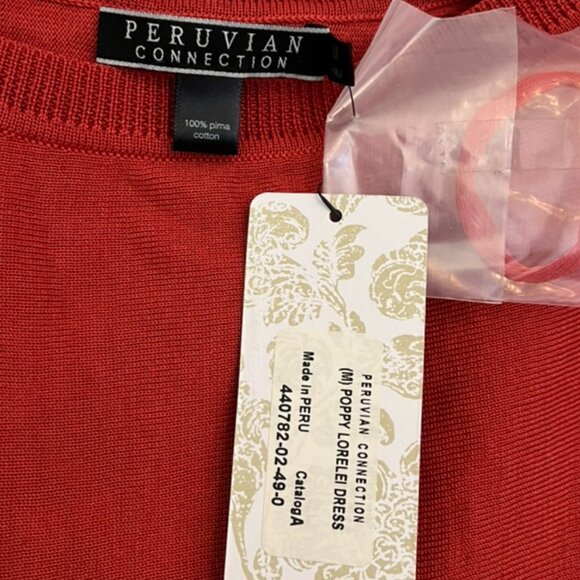 PERUVIAN
CONNECTION
100% pima
cotton
PERUVIAN CONNECTION
(M) POPPY LORELEI DRESS
Made in PERU CatalogA
440782-02-49-0